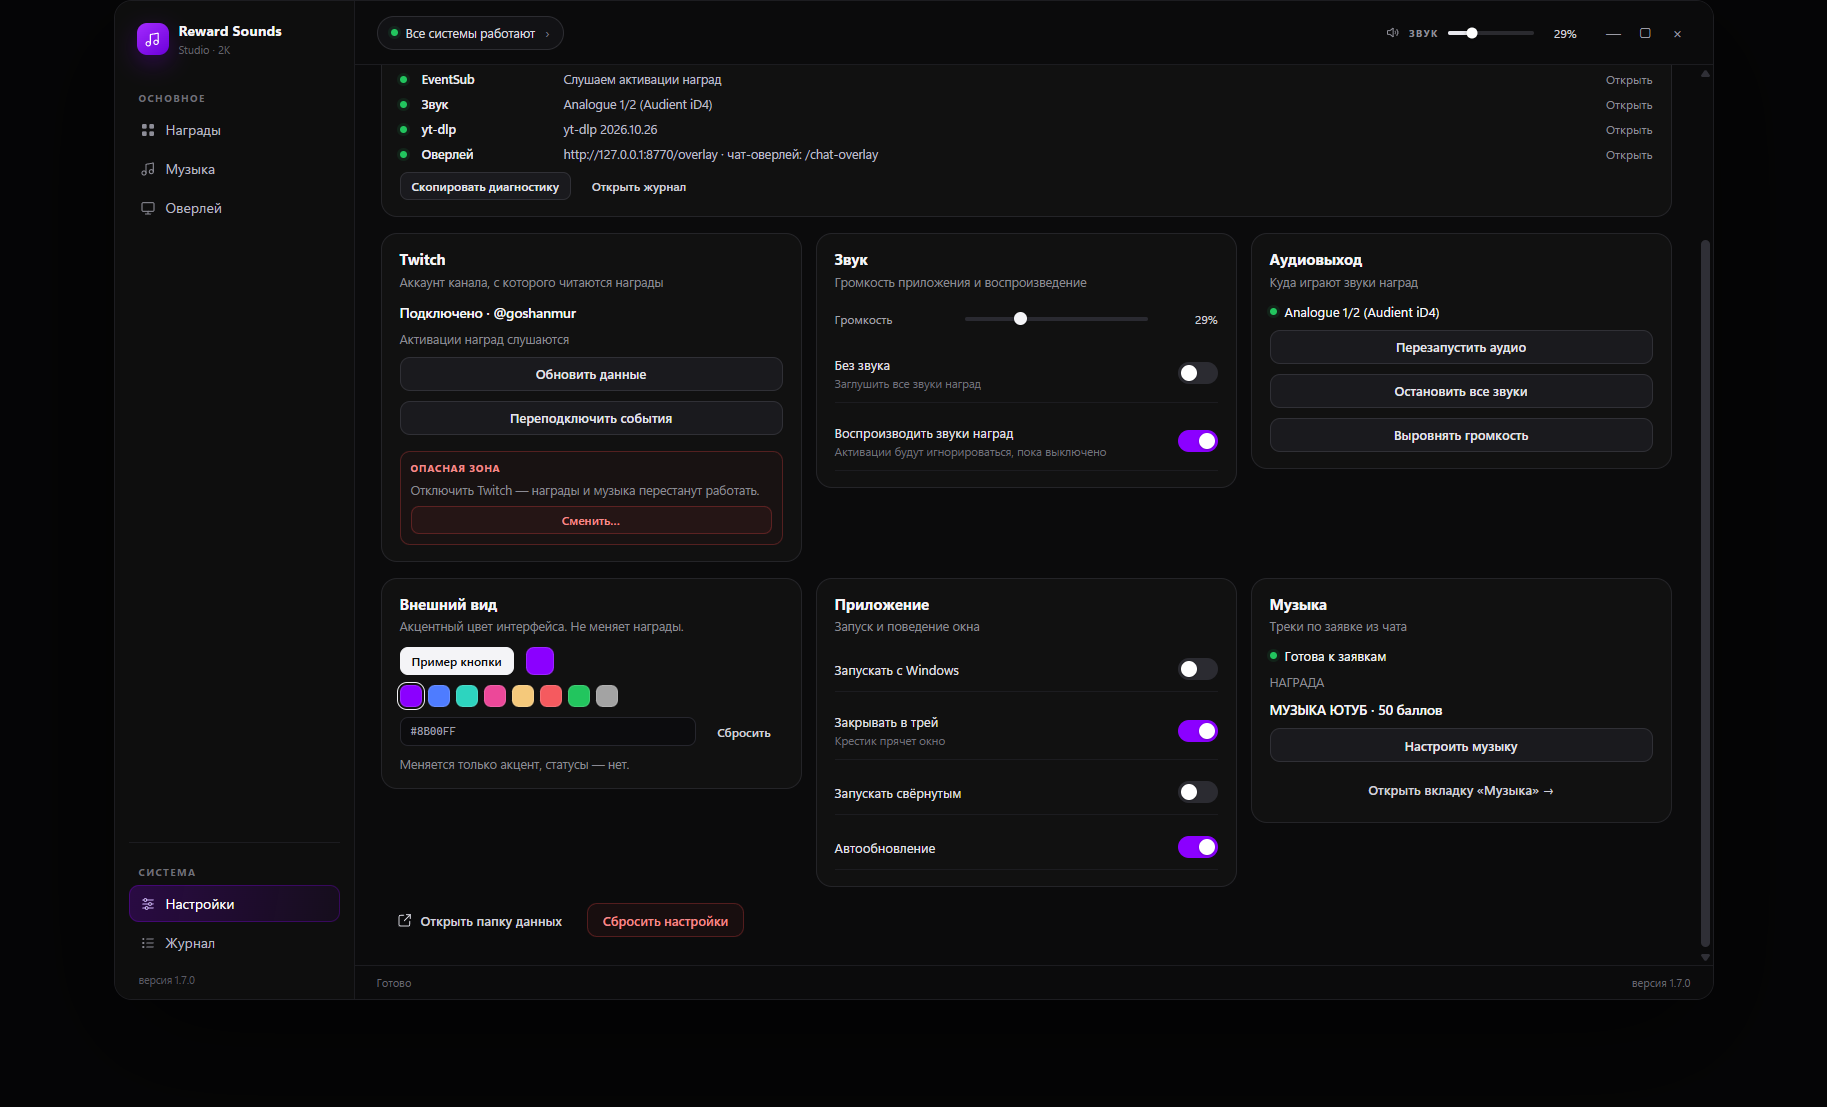 Reward Sounds
Studio · 2K
ОСНОВНОЕ
Награды
Музыка
Оверлей
СИСТЕМА
Настройки
Журнал
версия 1.7.0
Все системы работают ›
ЗВУК
29%
EventSub
Слушаем активации наград
Открыть
Звук
Analogue 1/2 (Audient iD4)
Открыть
yt-dlp
yt-dlp 2026.10.26
Открыть
Оверлей
http://127.0.0.1:8770/overlay · чат-оверлей: /chat-overlay
Открыть
Скопировать диагностику
Открыть журнал
Twitch
Аккаунт канала, с которого читаются награды
Подключено · @goshanmur
Активации наград слушаются
Обновить данные
Переподключить события
ОПАСНАЯ ЗОНА
Отключить Twitch — награды и музыка перестанут работать.
Сменить...
Звук
Громкость приложения и воспроизведение
Громкость
29%
Без звука
Заглушить все звуки наград
Воспроизводить звуки наград
Активации будут игнорироваться, пока выключено
Аудиовыход
Куда играют звуки наград
Analogue 1/2 (Audient iD4)
Перезапустить аудио
Остановить все звуки
Выровнять громкость
Внешний вид
Акцентный цвет интерфейса. Не меняет награды.
Пример кнопки
#8B00FF
Сбросить
Меняется только акцент, статусы — нет.
Приложение
Запуск и поведение окна
Запускать с Windows
Закрывать в трей
Крестик прячет окно
Запускать свёрнутым
Автообновление
Музыка
Треки по заявке из чата
Готова к заявкам
НАГРАДА
МУЗЫКА ЮТУБ · 50 баллов
Настроить музыку
Открыть вкладку «Музыка» →
Открыть папку данных
Сбросить настройки
Готово
версия 1.7.0